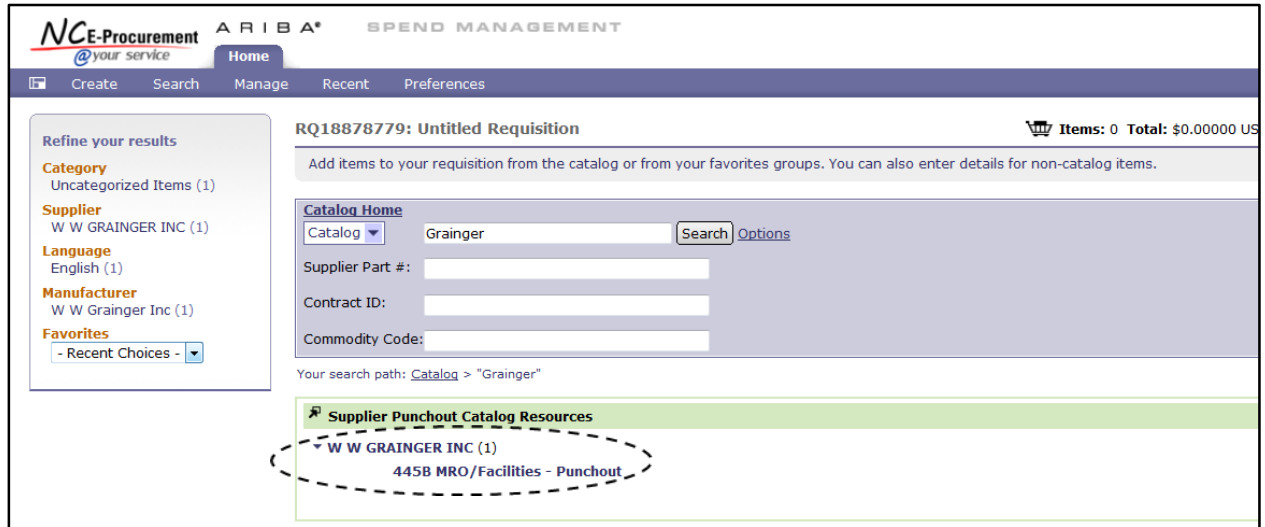 NCE-Procurement
@your service
ARIBA® SPEND MANAGEMENT
Home
Create Search Manage Recent Preferences
Refine your results
Category
Uncategorized Items (1)
Supplier
W W GRAINGER INC (1)
Language
English (1)
Manufacturer
W W Grainger Inc (1)
Favorites
- Recent Choices -
RQ18878779: Untitled Requisition
Items: 0 Total: $0.00000 US
Add items to your requisition from the catalog or from your favorites groups. You can also enter details for non-catalog items.
Catalog Home
Catalog Grainger Search Options
Supplier Part #:
Contract ID:
Commodity Code:
Your search path: Catalog > "Grainger"
Supplier Punchout Catalog Resources
W W GRAINGER INC (1)
445B MRO/Facilities - Punchout